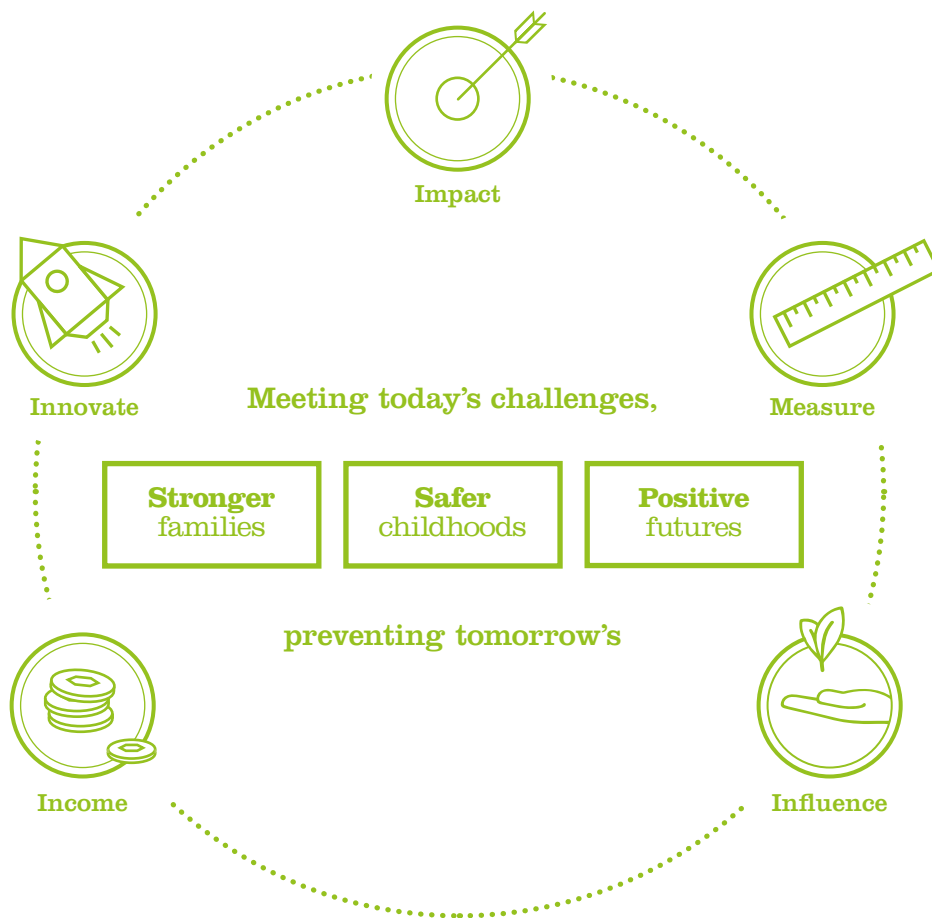 Impact
Innovate
Measure
Meeting today’s challenges,
Stronger
families
Safer
childhoods
Positive
futures
preventing tomorrow’s
Income
Influence